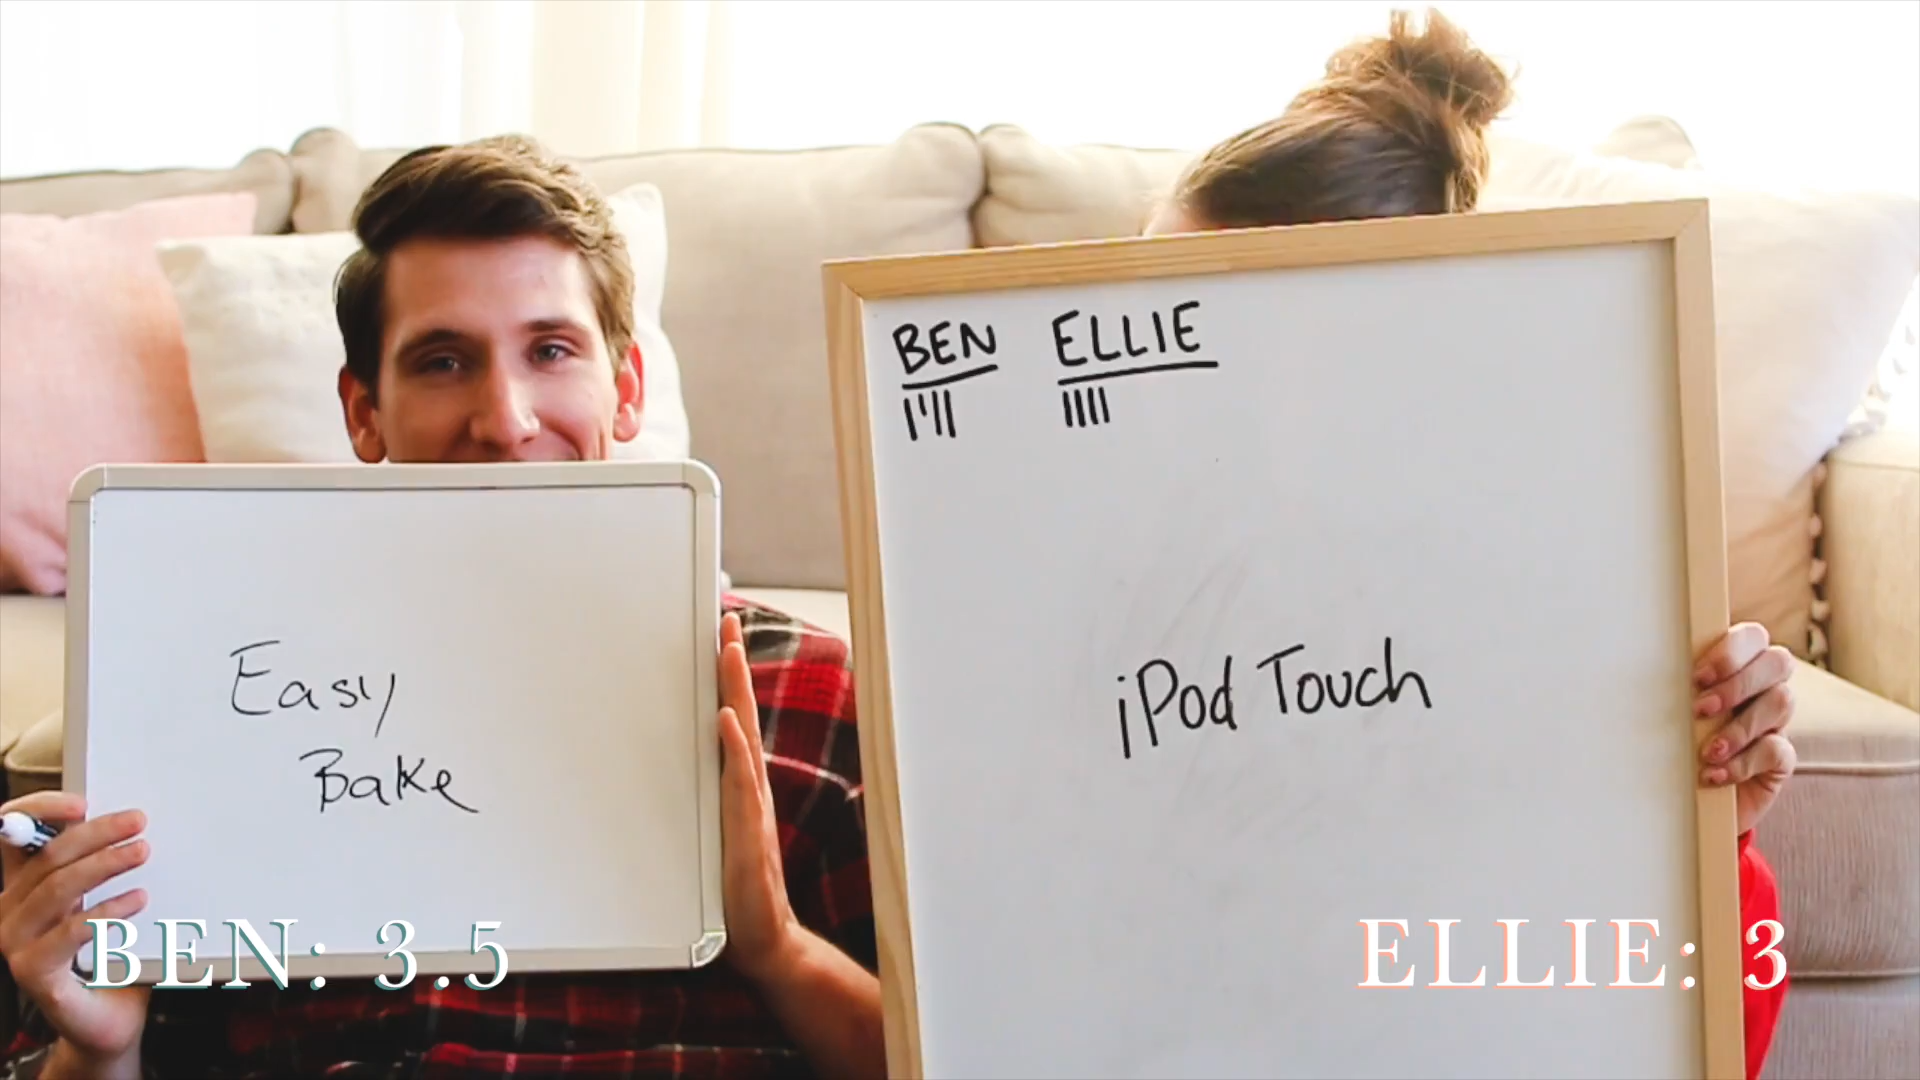 BEN ELLIE
Easy
Bake
iPod Touch
BEN: 3.5
ELLIE: 3